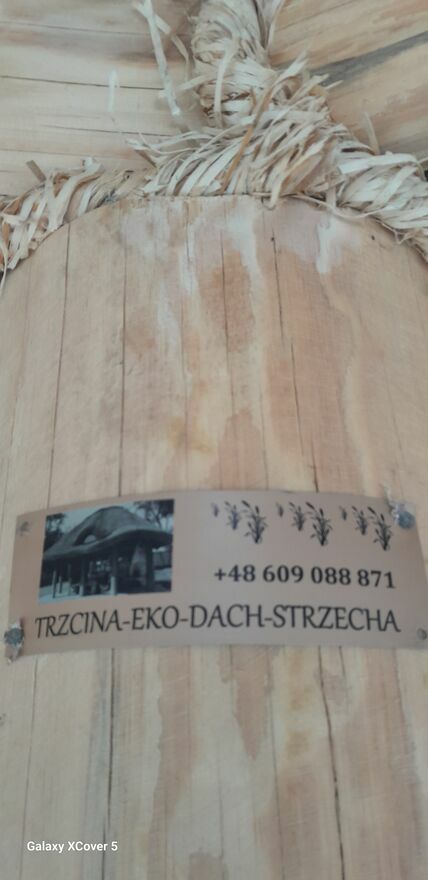 +48 609 088 871
TRZCINA-EKO-DACH-STRZECHA
Galaxy XCover 5